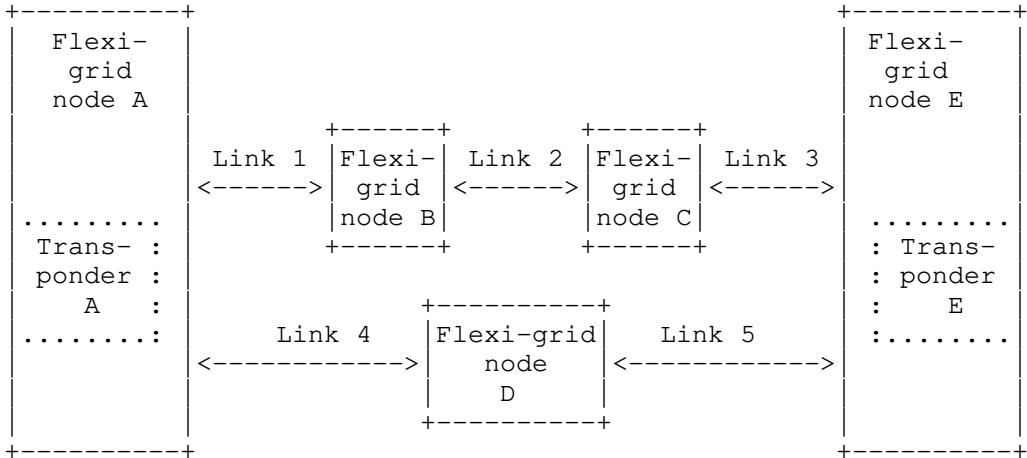 +----------+ +----------+
| Flexi- | | Flexi- |
| grid | | grid |
| node A | | node E |
| | +------+ +------+ | |
| | Link 1 |Flexi-| Link 2 |Flexi-| Link 3 | |
| |<------>| grid |<------>| grid |<------>| |
|......... |node B| |node C| | .........|
| Trans- : | +------+ +------+ | : Trans- |
| ponder : | | : ponder |
| A : | +----------+ | : E |
|........: | Link 4 |Flexi-grid| Link 5 | :........|
| |<------------>| node |<------------>| |
| | | D | | |
| | +----------+ | |
+----------+ +----------+